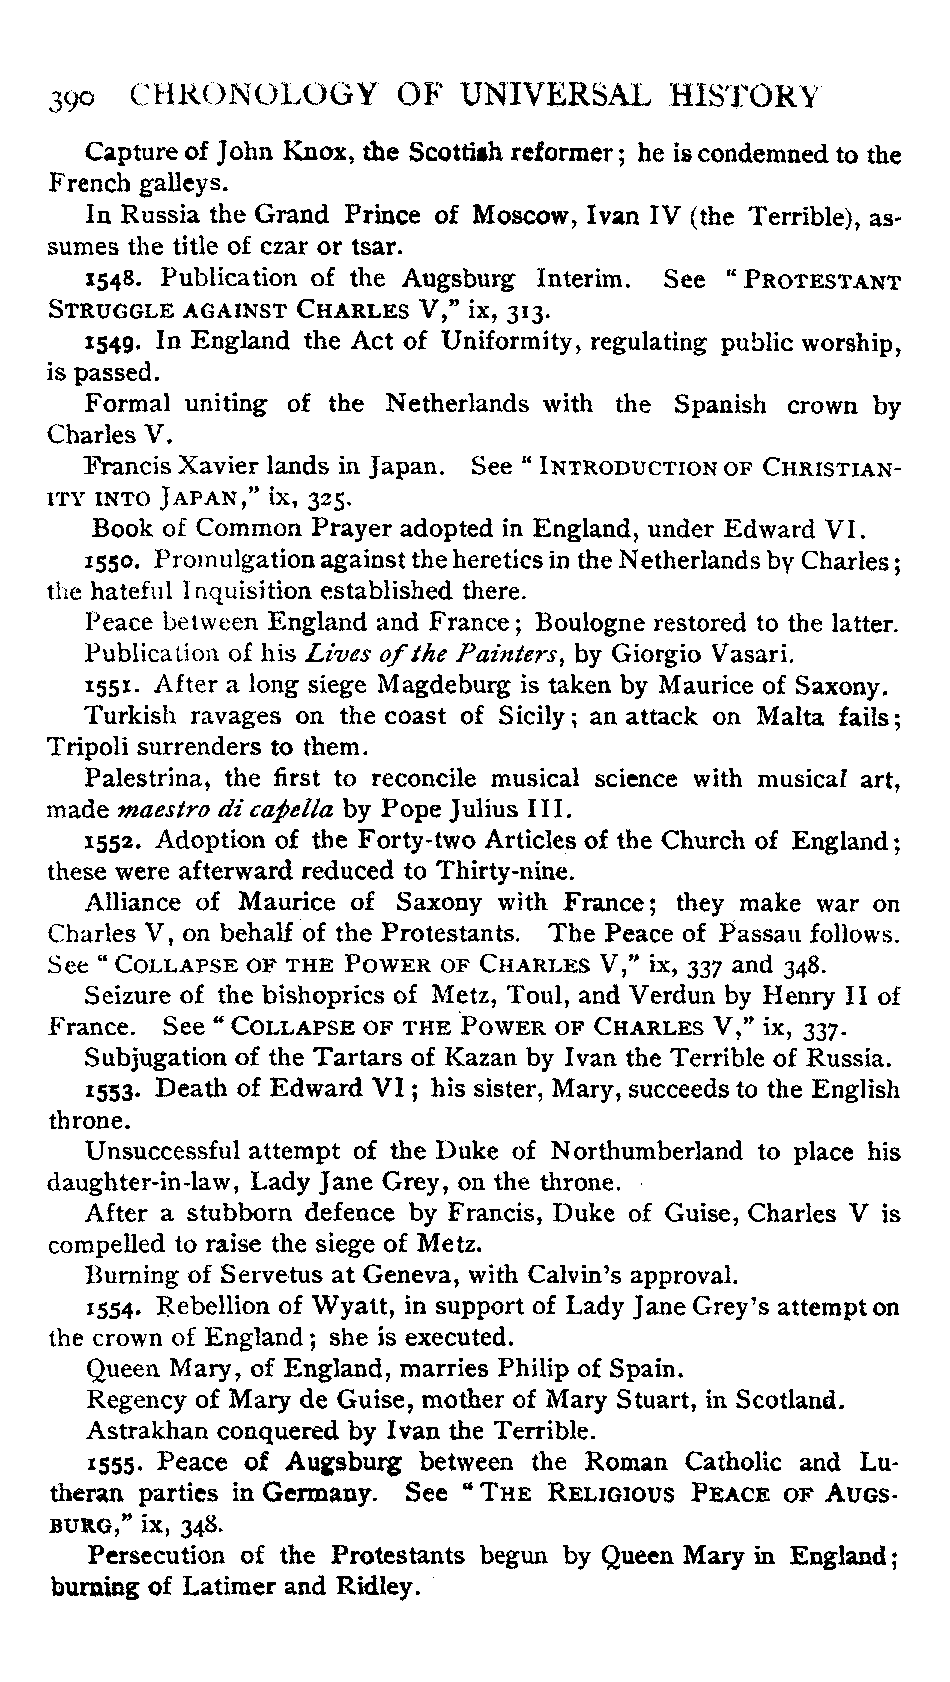 390 CHRONOLOGY OF UNIVERSAL HISTORY
Capture of John Knox, the Scottish reformer; he is condemned to the
French galleys.
In Russia the Grand Prince of Moscow, Ivan IV (the Terrible), as-
sumes the title of czar or tsar.
1548. Publication of the Augsburg Interim. See "PROTESTANT
STRUGGLE AGAINST CHARLES V," ix, 313.
1549. In England the Act of Uniformity, regulating public worship,
is passed.
Formal uniting of the Netherlands with the Spanish crown by
Charles V.
Francis Xavier lands in Japan. See "INTRODUCTION OF CHRISTIAN-
ITY INTO JAPAN," ix, 325.
Book of Common Prayer adopted in England, under Edward VI.
1550. Promulgation against the heretics in the Netherlands by Charles;
the hateful Inquisition established there.
Peace between England and France; Boulogne restored to the latter.
Publication of his Lives of the Painters, by Giorgio Vasari.
1551. After a long siege Magdeburg is taken by Maurice of Saxony.
Turkish ravages on the coast of Sicily; an attack on Malta fails;
Tripoli surrenders to them.
Palestrina, the first to reconcile musical science with musical art,
made maestro di capella by Pope Julius III.
1552. Adoption of the Forty-two Articles of the Church of England;
these were afterward reduced to Thirty-nine.
Alliance of Maurice of Saxony with France; they make war on
Charles V, on behalf of the Protestants. The Peace of Passau follows.
See "COLLAPSE OF THE POWER OF CHARLES V," ix, 337 and 348.
Seizure of the bishoprics of Metz, Toul, and Verdun by Henry II of
France. See "COLLAPSE OF THE POWER OF CHARLES V," ix, 337.
Subjugation of the Tartars of Kazan by Ivan the Terrible of Russia.
1553. Death of Edward VI; his sister, Mary, succeeds to the English
throne.
Unsuccessful attempt of the Duke of Northumberland to place his
daughter-in-law, Lady Jane Grey, on the throne.
After a stubborn defence by Francis, Duke of Guise, Charles V is
compelled to raise the siege of Metz.
Burning of Servetus at Geneva, with Calvin's approval.
1554. Rebellion of Wyatt, in support of Lady Jane Grey's attempt on
the crown of England; she is executed.
Queen Mary, of England, marries Philip of Spain.
Regency of Mary de Guise, mother of Mary Stuart, in Scotland.
Astrakhan conquered by Ivan the Terrible.
1555. Peace of Augsburg between the Roman Catholic and Lu-
theran parties in Germany. See "THE RELIGIOUS PEACE OF AUGS-
BURG," ix, 348.
Persecution of the Protestants begun by Queen Mary in England;
burning of Latimer and Ridley.